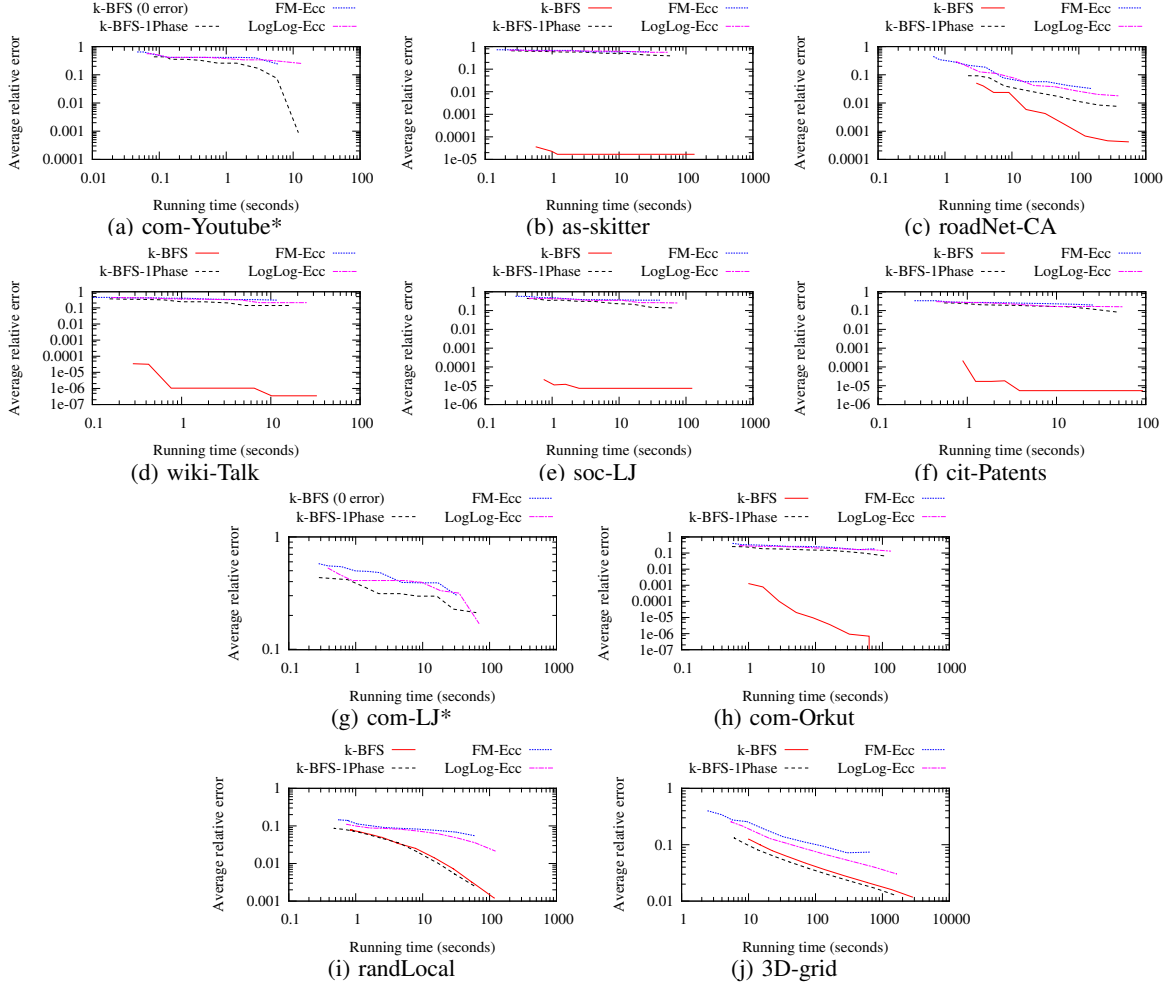 k-BFS (0 error)
k-BFS-1Phase
FM-Ecc
LogLog-Ecc
Average relative error
1
0.1
0.01
0.001
0.0001
0.01 0.1 1 10 100
Running time (seconds)
(a) com-Youtube*
k-BFS
k-BFS-1Phase
FM-Ecc
LogLog-Ecc
Average relative error
1
0.1
0.01
0.001
0.0001
1e-05
0.1 1 10 100 1000
Running time (seconds)
(b) as-skitter
k-BFS
k-BFS-1Phase
FM-Ecc
LogLog-Ecc
Average relative error
1
0.1
0.01
0.001
0.0001
0.1 1 10 100 1000
Running time (seconds)
(c) roadNet-CA
k-BFS
k-BFS-1Phase
FM-Ecc
LogLog-Ecc
Average relative error
1
0.1
0.01
0.001
0.0001
1e-05
1e-06
1e-07
0.1 1 10 100
Running time (seconds)
(d) wiki-Talk
k-BFS
k-BFS-1Phase
FM-Ecc
LogLog-Ecc
Average relative error
1
0.1
0.01
0.001
0.0001
1e-05
1e-06
0.1 1 10 100 1000
Running time (seconds)
(e) soc-LJ
k-BFS
k-BFS-1Phase
FM-Ecc
LogLog-Ecc
Average relative error
1
0.1
0.01
0.001
0.0001
1e-05
1e-06
0.1 1 10 100
Running time (seconds)
(f) cit-Patents
k-BFS (0 error)
k-BFS-1Phase
FM-Ecc
LogLog-Ecc
Average relative error
1
0.1
0.1 1 10 100 1000
Running time (seconds)
(g) com-LJ*
k-BFS
k-BFS-1Phase
FM-Ecc
LogLog-Ecc
Average relative error
1
0.1
0.01
0.001
0.0001
1e-05
1e-06
1e-07
0.1 1 10 100 1000
Running time (seconds)
(h) com-Orkut
k-BFS
k-BFS-1Phase
FM-Ecc
LogLog-Ecc
Average relative error
1
0.1
0.01
0.001
0.1 1 10 100 1000
Running time (seconds)
(i) randLocal
k-BFS
k-BFS-1Phase
FM-Ecc
LogLog-Ecc
Average relative error
1
0.1
0.01
1 10 100 1000 10000
Running time (seconds)
(j) 3D-grid